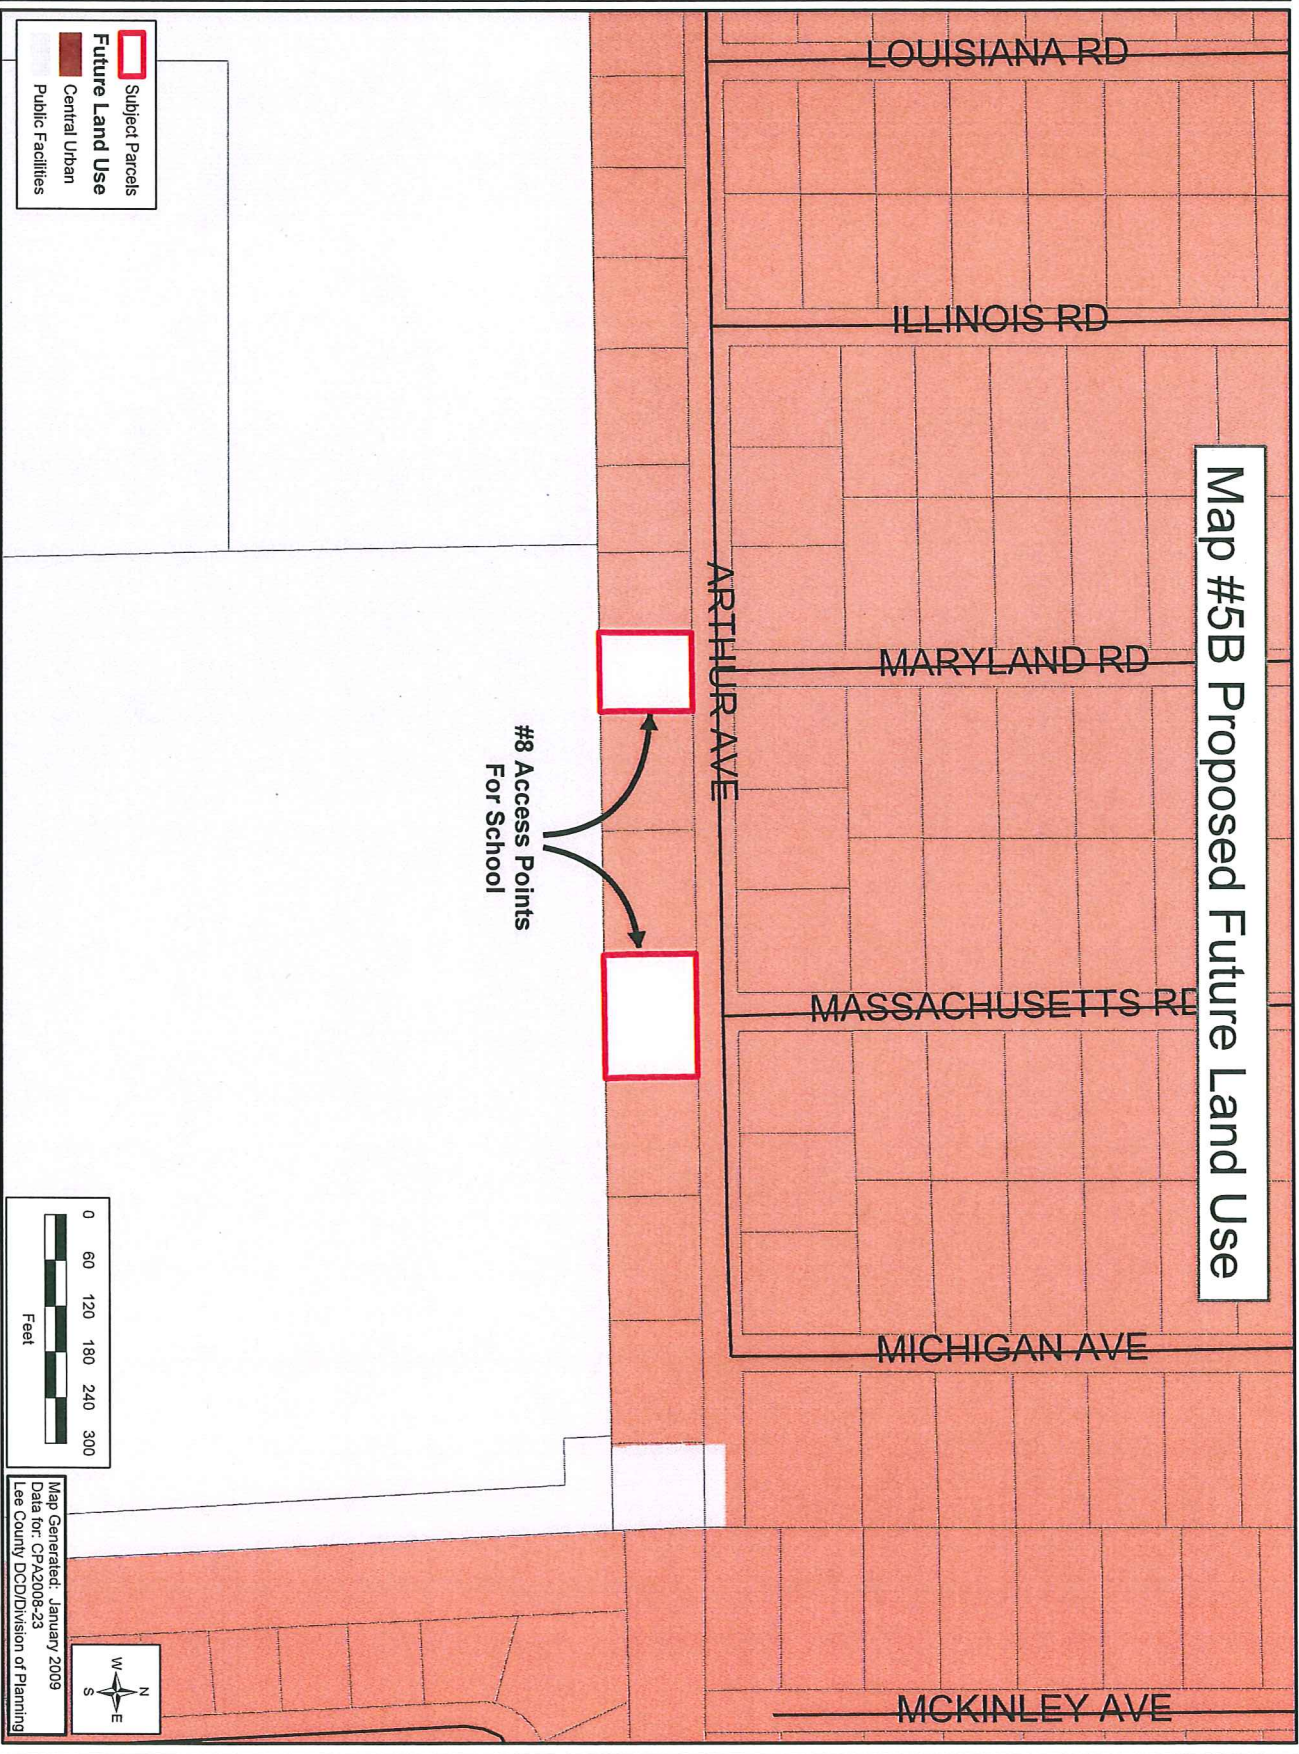 Map #5B Proposed Future Land Use
LOUISIANA RD
ILLINOIS RD
MARYLAND RD
MASSACHUSETTS RD
MICHIGAN AVE
MCKINLEY AVE
ARTHUR AVE
#8 Access Points
For School
Subject Parcels
Future Land Use
Central Urban
Public Facilities
0 60 120 180 240 300
Feet
N
W E
S
Map Generated: January 2009
Data for: CPA2008-23
Lee County DCD/Division of Planning